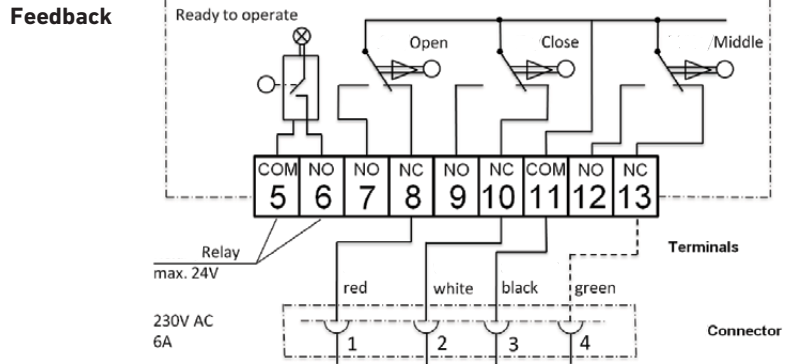 Feedback
Ready to operate
Open
Close
Middle
COM NO NO NC NO NC COM NO NC
5 6 7 8 9 10 11 12 13
Relay
max. 24V
Terminals
red
white
black
green
230V AC
6A
1
2
3
4
Connector